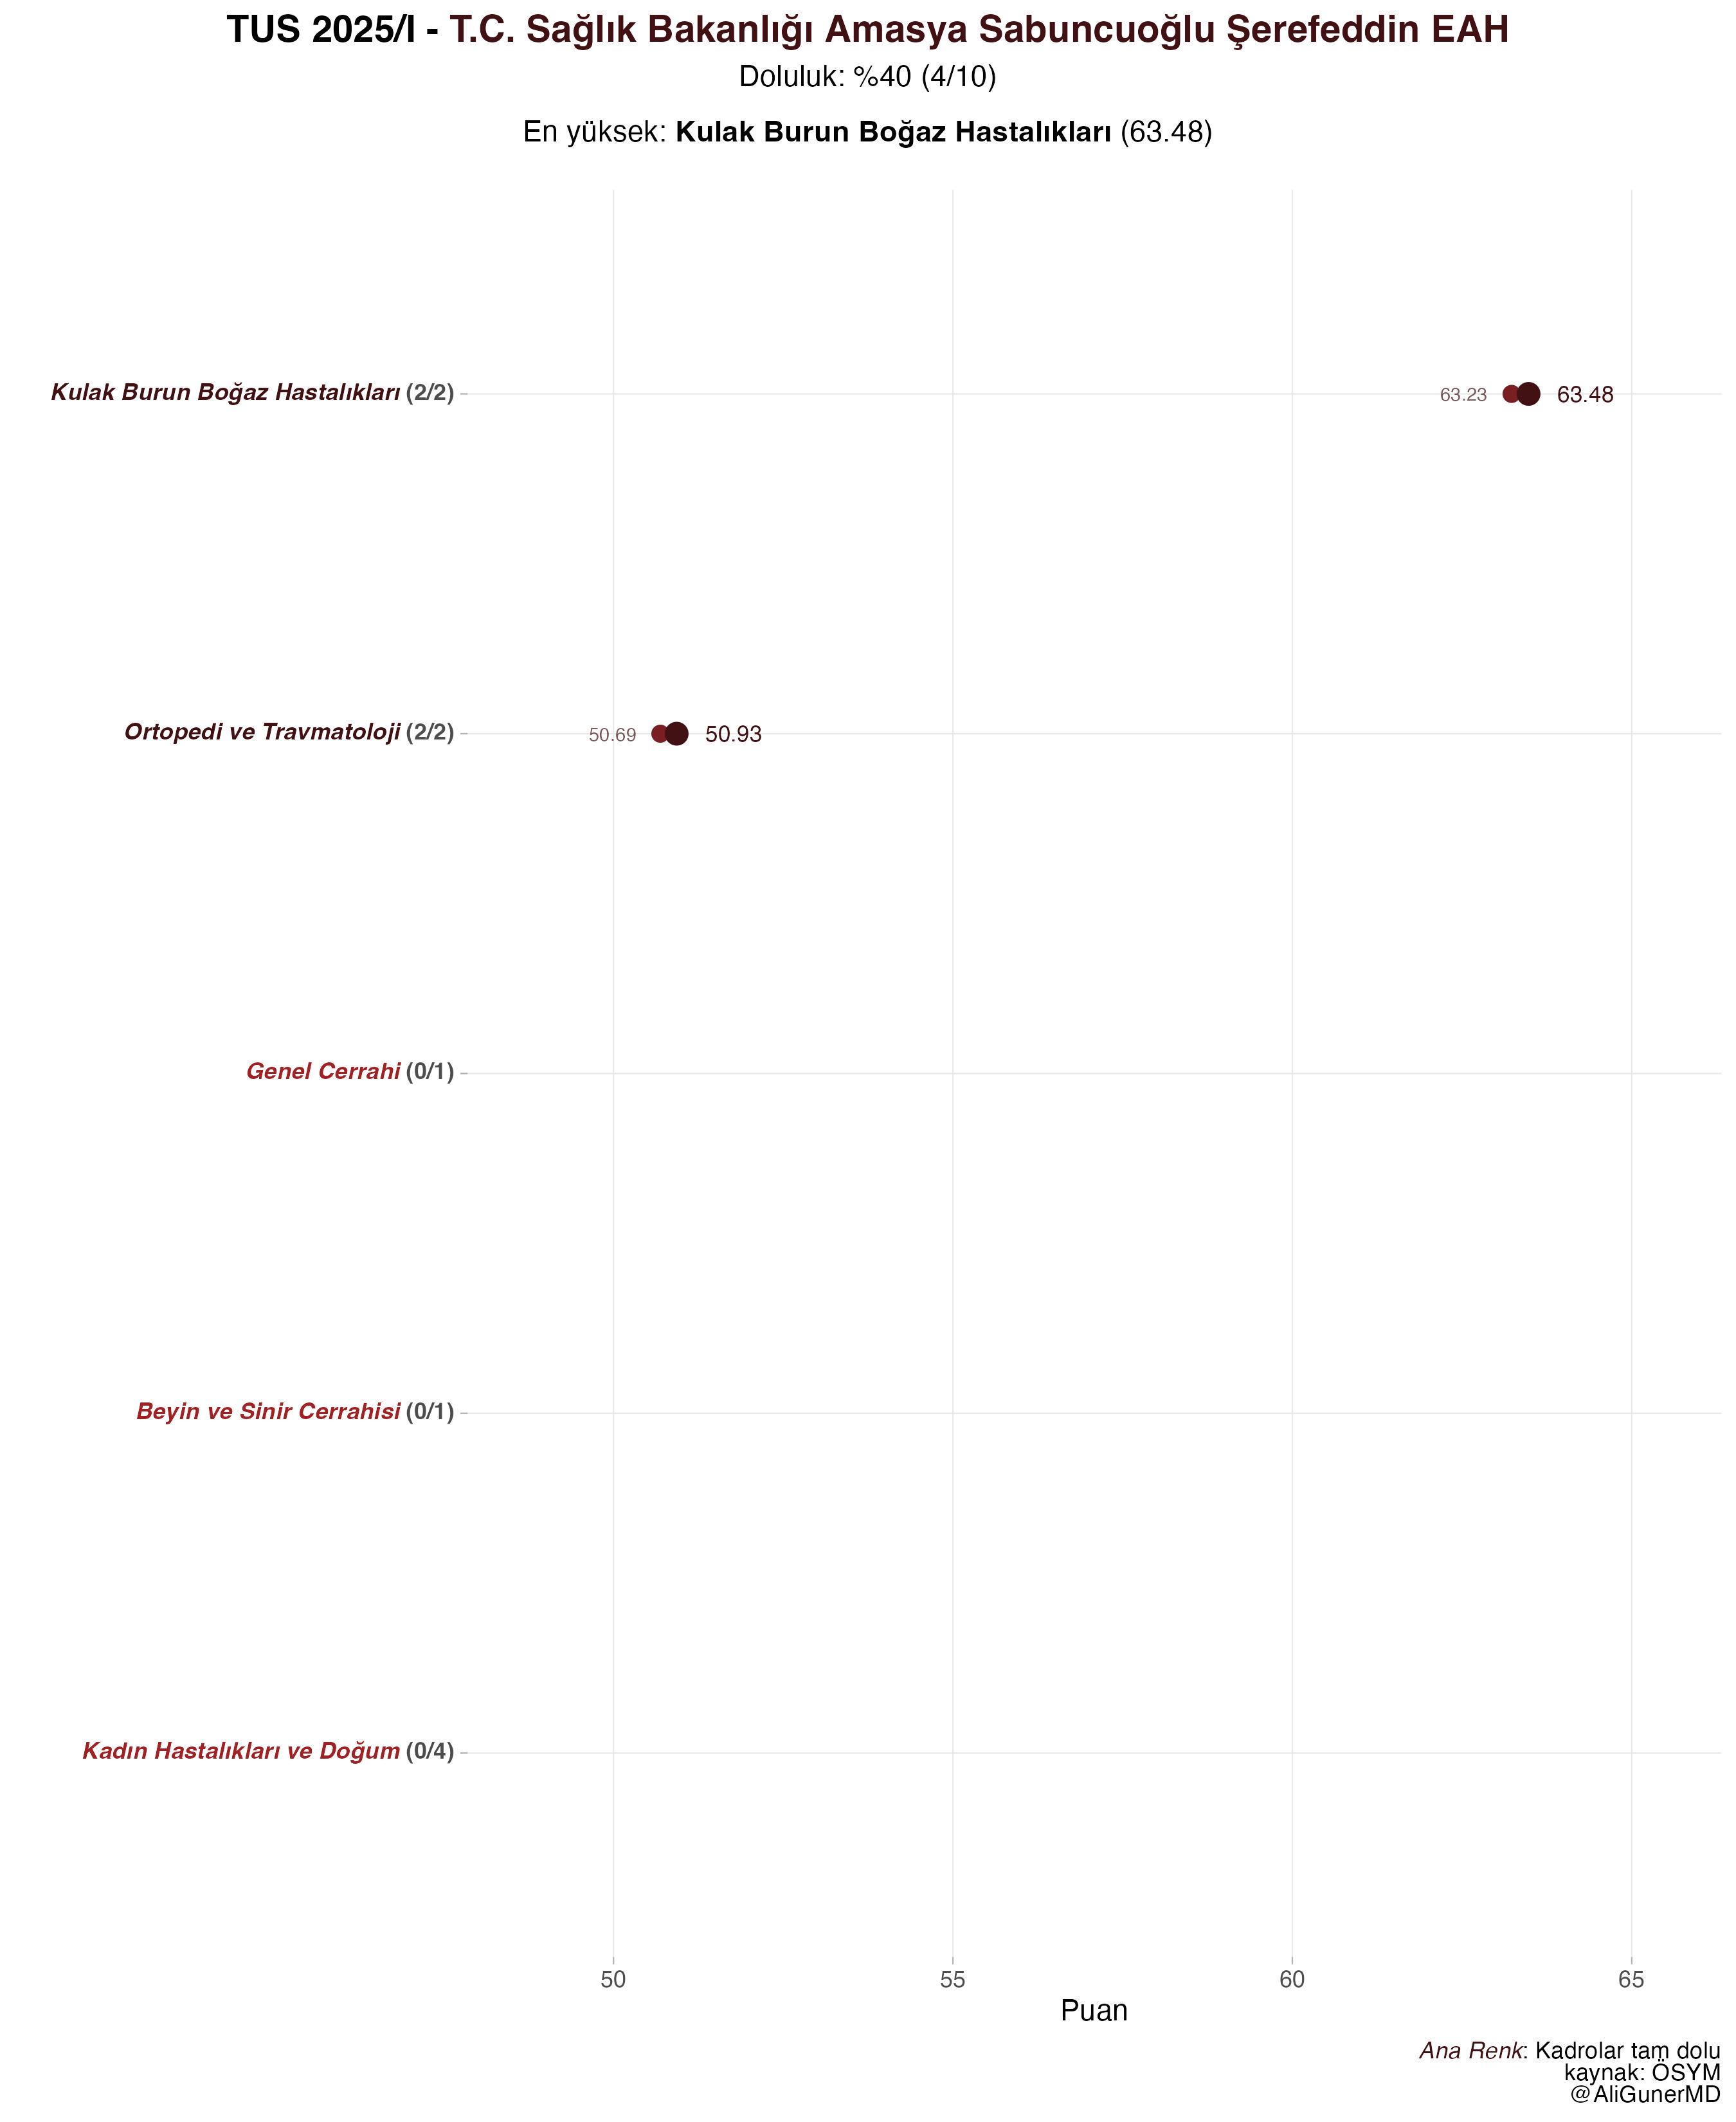 TUS 2025/I - T.C. Sağlık Bakanlığı Amasya Sabuncuoğlu Şerefeddin EAH
Doluluk: %40 (4/10)
En yüksek: Kulak Burun Boğaz Hastalıkları (63.48)
Kulak Burun Boğaz Hastalıkları (2/2) 63.23 63.48
Ortopedi ve Travmatoloji (2/2) 50.69 50.93
Genel Cerrahi (0/1)
Beyin ve Sinir Cerrahisi (0/1)
Kadın Hastalıkları ve Doğum (0/4)
50 55 60 65
Puan
Ana Renk: Kadrolar tam dolu
kaynak: ÖSYM
@AliGunerMD